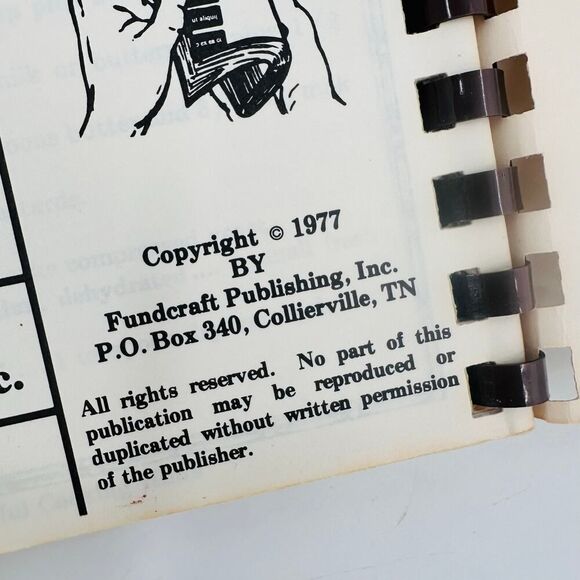 Copyright © 1977
BY
Fundcraft Publishing, Inc.
P.O. Box 340, Collierville, TN
c.
All rights reserved. No part of this
publication may be reproduced or
duplicated without written permission
of the publisher.